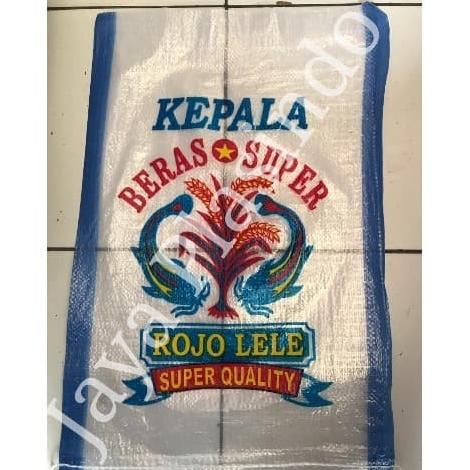 KEPALA
BERAS SUPER
ROJO LELE
SUPER QUALITY